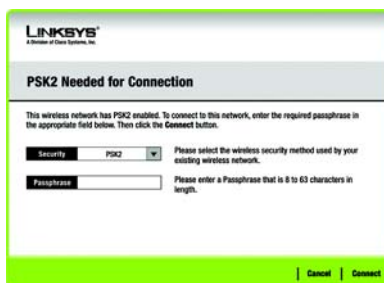 LINKSYS®
A Division of Cisco Systems, Inc.
PSK2 Needed for Connection
This wireless network has PSK2 enabled. To connect to this network, enter the required passphrase in
the appropriate field below. Then click the Connect button.
Security PSK2 Please select the wireless security method used by your
existing wireless network.
Passphrase Please enter a Passphrase that is 8 to 63 characters in
length.
Cancel Connect